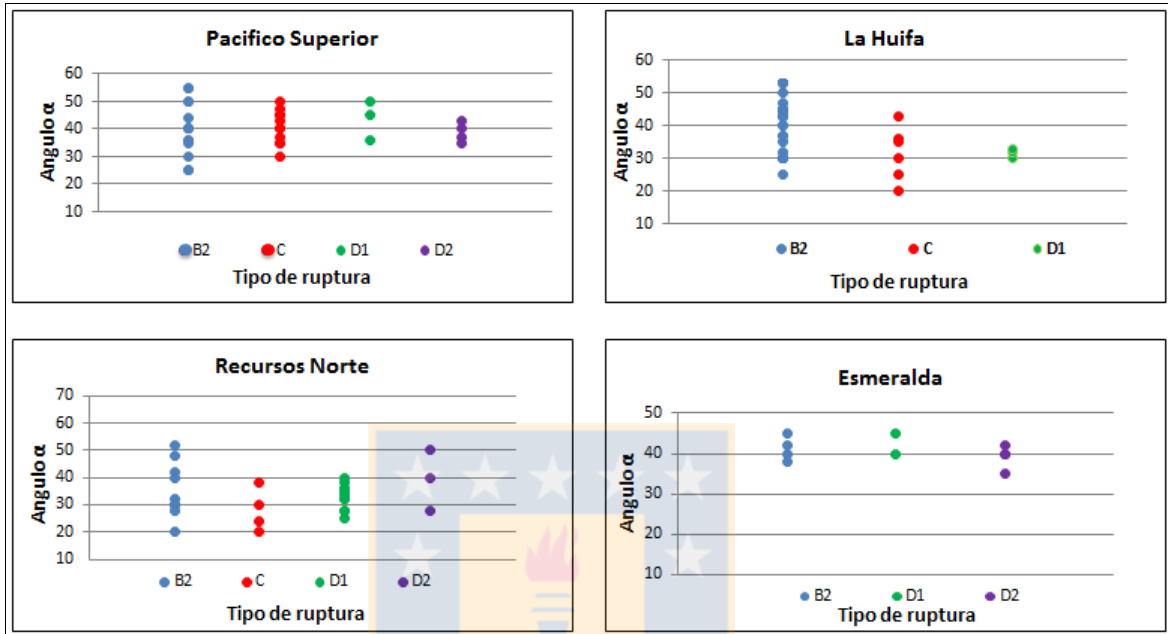 Pacifico Superior
Angulo α
60
50
40
30
20
10
B2 C D1 D2
Tipo de ruptura
La Huifa
Angulo α
60
50
40
30
20
10
B2 C D1
Tipo de ruptura
Recursos Norte
Angulo α
70
60
50
40
30
20
10
B2 C D1 D2
Tipo de ruptura
Esmeralda
Angulo α
50
40
30
20
10
B2 D1 D2
Tipo de ruptura